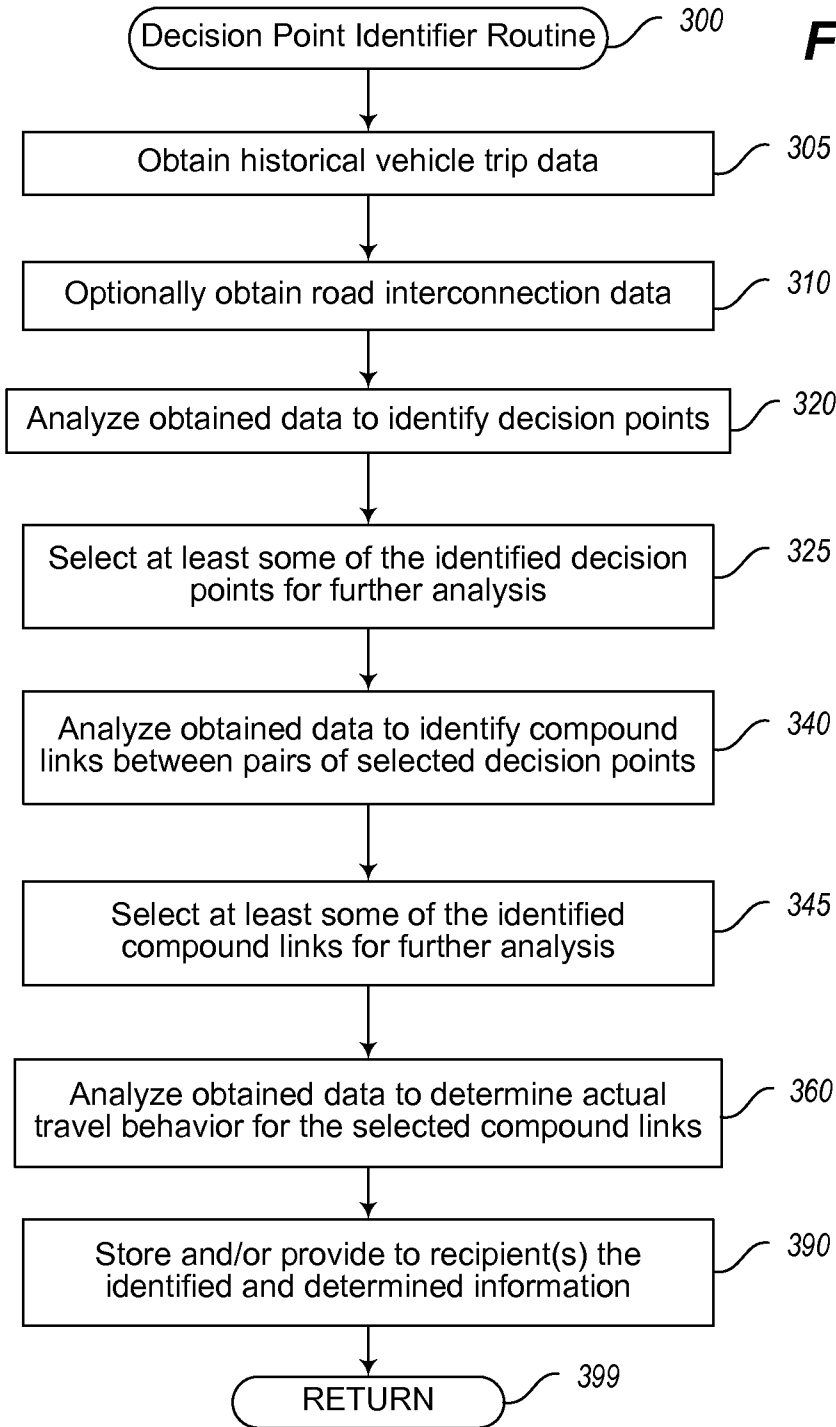 Decision Point Identifier Routine
300
F
Obtain historical vehicle trip data
305
Optionally obtain road interconnection data
310
Analyze obtained data to identify decision points
320
Select at least some of the identified decision
points for further analysis
325
Analyze obtained data to identify compound
links between pairs of selected decision points
340
Select at least some of the identified
compound links for further analysis
345
Analyze obtained data to determine actual
travel behavior for the selected compound links
360
Store and/or provide to recipient(s) the
identified and determined information
390
RETURN
399